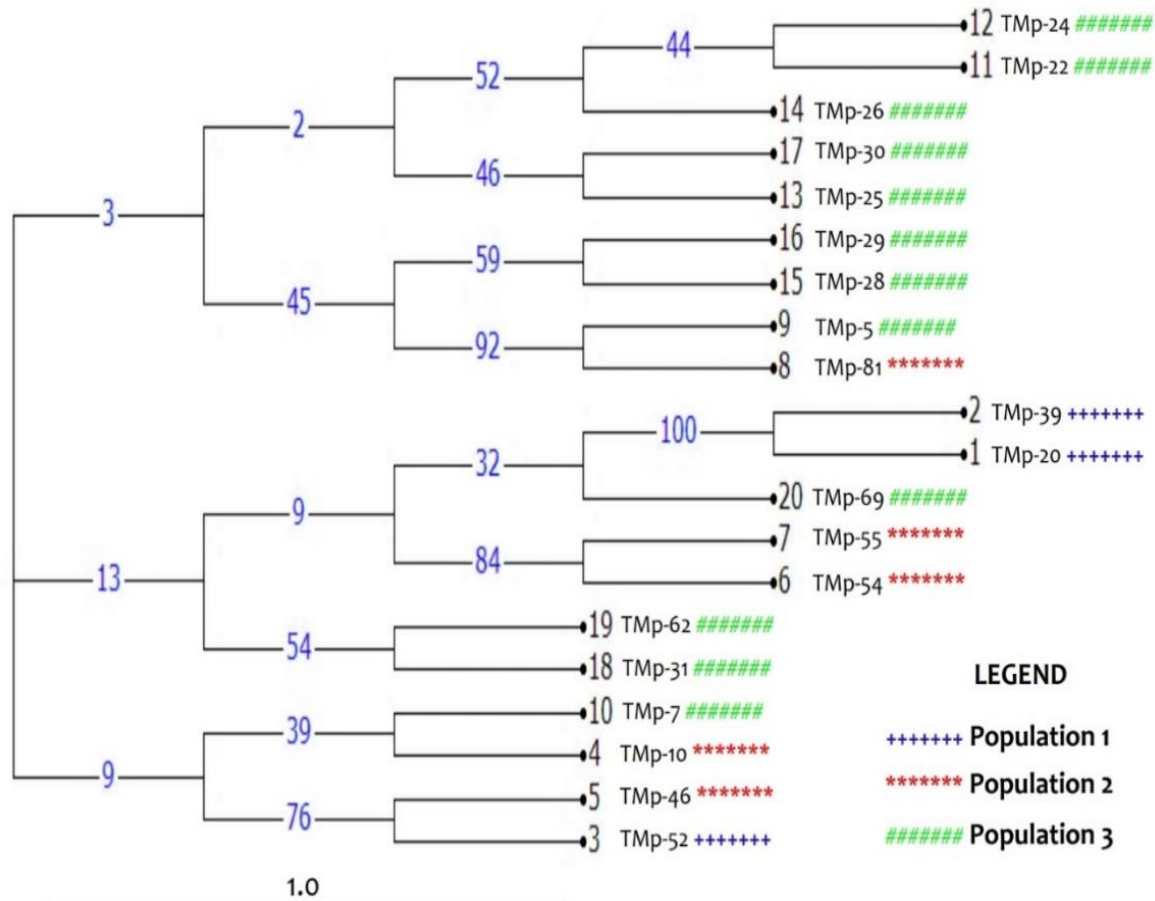 12 TMp-24 #######
44
11 TMp-22 #######
52
14 TMp-26 #######
2
17 TMp-30 #######
46
13 TMp-25 #######
3
16 TMp-29 #######
59
15 TMp-28 #######
45
9 TMp-5 #######
92
8 TMp-81 *******
2 TMp-39 +++++++
100
1 TMp-20 +++++++
32
20 TMp-69 #######
9
7 TMp-55 *******
84
6 TMp-54 *******
13
19 TMp-62 #######
54
18 TMp-31 #######
10 TMp-7 #######
39
4 TMp-10 *******
9
5 TMp-46 *******
76
3 TMp-52 +++++++
1.0
LEGEND
+++++++ Population 1
******* Population 2
####### Population 3